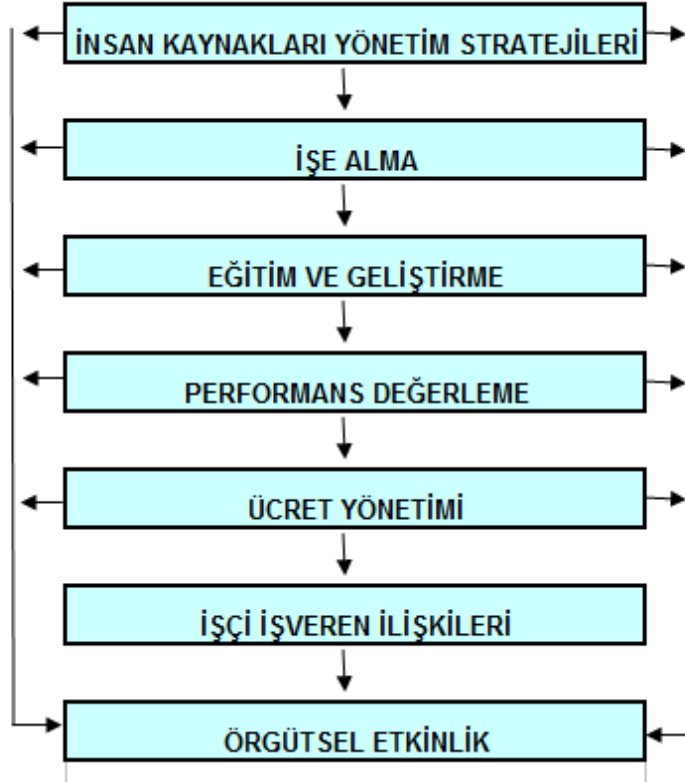 İNSAN KAYNAKLARI YÖNETİM STRATEJİLERİ
İŞE ALMA
EĞİTİM VE GELİŞTİRME
PERFORMANS DEĞERLEME
ÜCRET YÖNETİMİ
İŞÇİ İŞVEREN İLİŞKİLERİ
ÖRGÜTSEL ETKİNLİK